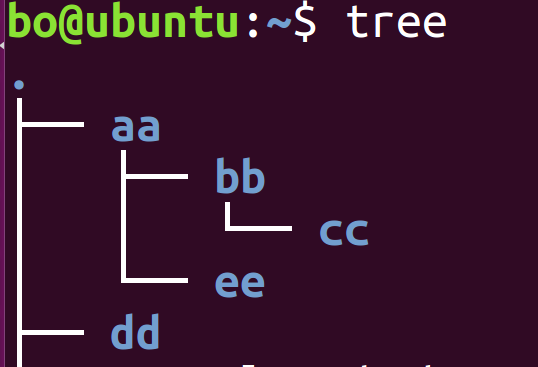 bo@ubuntu:~$ tree
.
├── aa
│   ├── bb
│   │   └── cc
│   └── ee
├── dd